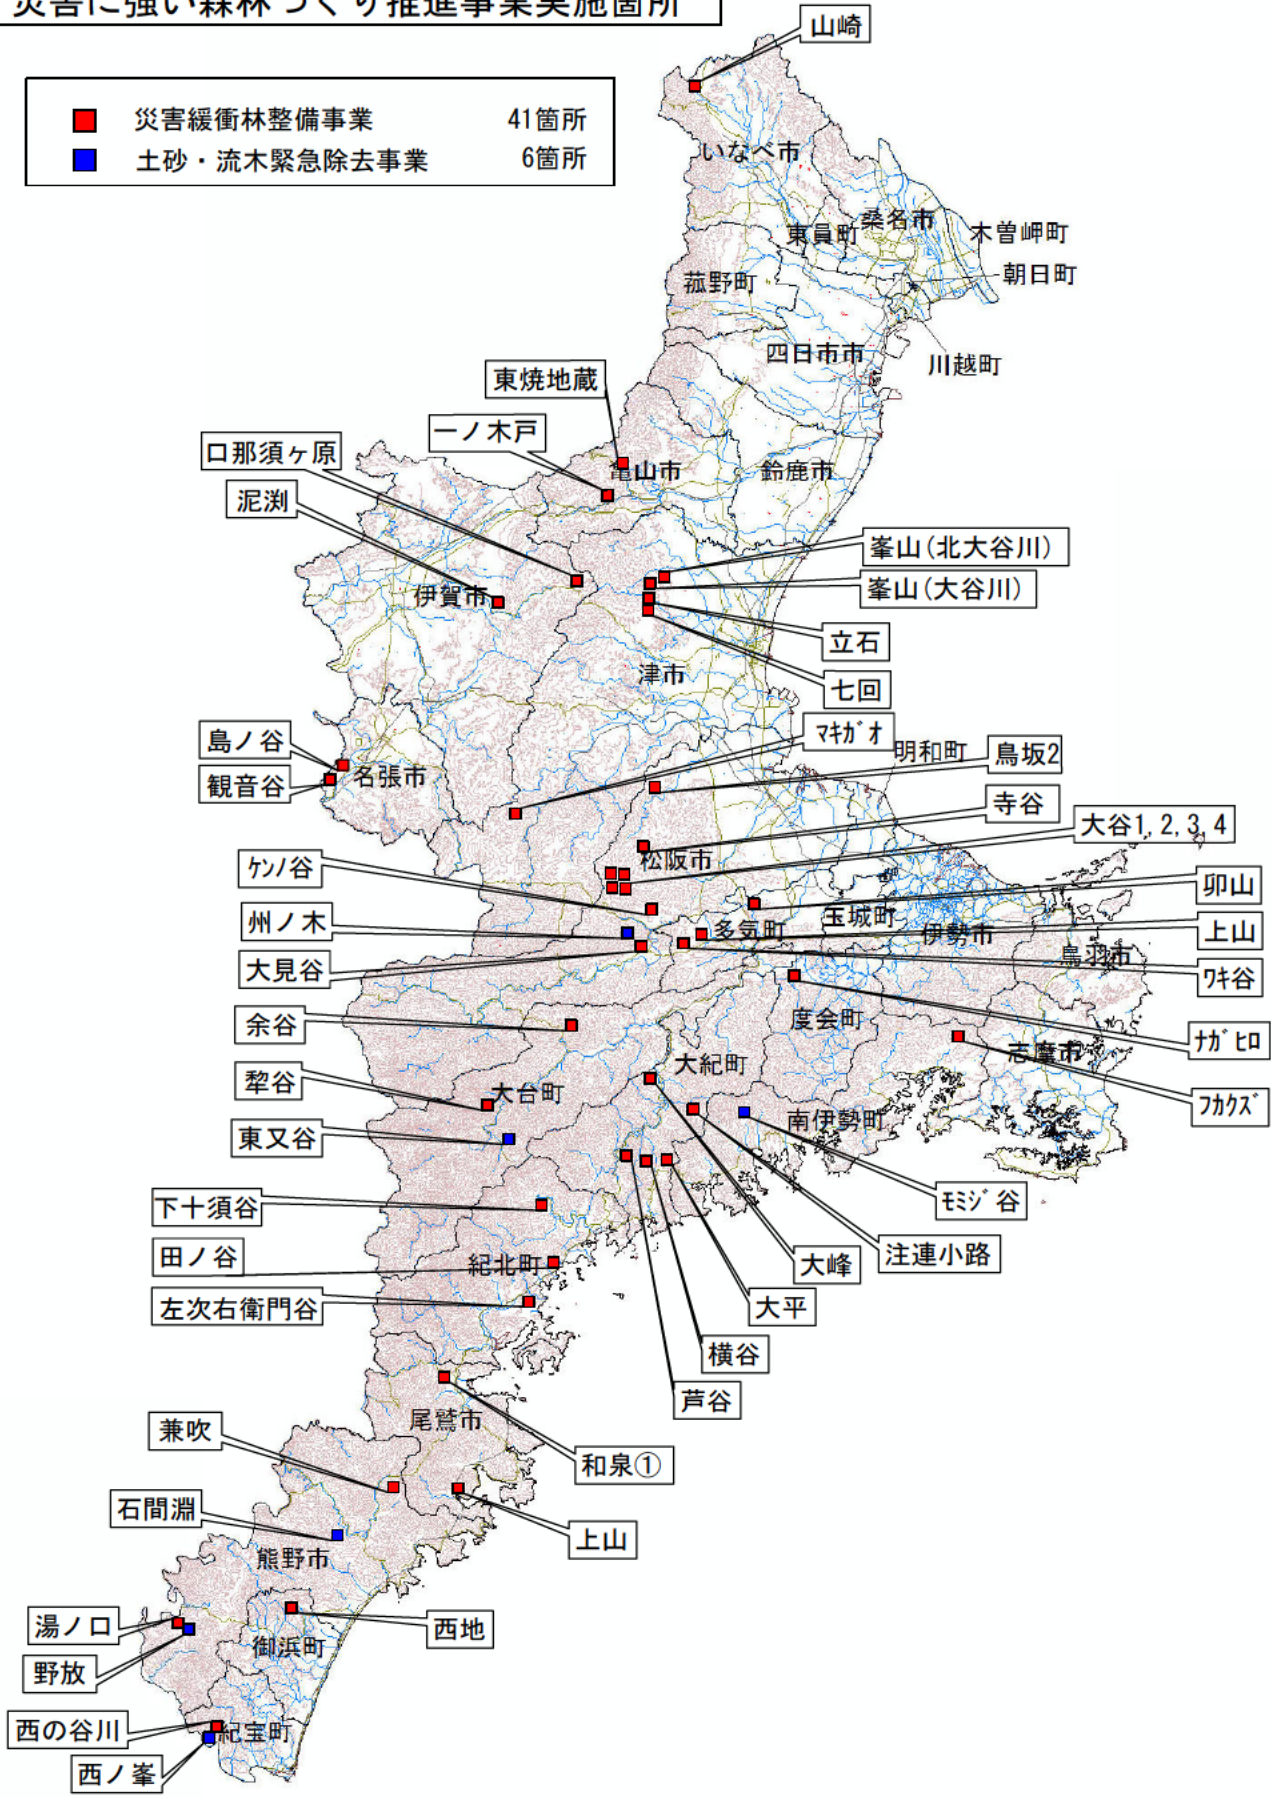 災害に強い森林づくり推進事業実施箇所
災害緩衝林整備事業 41箇所
土砂・流木緊急除去事業 6箇所
山崎
いなべ市
桑名市
東員町
木曽岬町
朝日町
菰野町
四日市市
川越町
東焼地蔵
一ノ木戸
口那須ヶ原
亀山市
鈴鹿市
泥渕
峯山(北大谷川)
峯山(大谷川)
伊賀市
立石
津市
七回
島ノ谷
マキガオ
明和町
鳥坂2
名張市
観音谷
寺谷
大谷1,2,3,4
松阪市
ケンノ谷
卯山
州ノ木
玉城町
多気町
伊勢市
上山
鳥羽市
大見谷
ワキ谷
余谷
度会町
ナガヒロ
志摩市
大紀町
犁谷
大台町
フカクズ
南伊勢町
東又谷
モミジ谷
下十須谷
田ノ谷
紀北町
大峰
注連小路
左次右衛門谷
大平
横谷
芦谷
尾鷲市
兼吹
和泉①
石間淵
上山
熊野市
湯ノ口
西地
御浜町
野放
西の谷川
紀宝町
西ノ峯